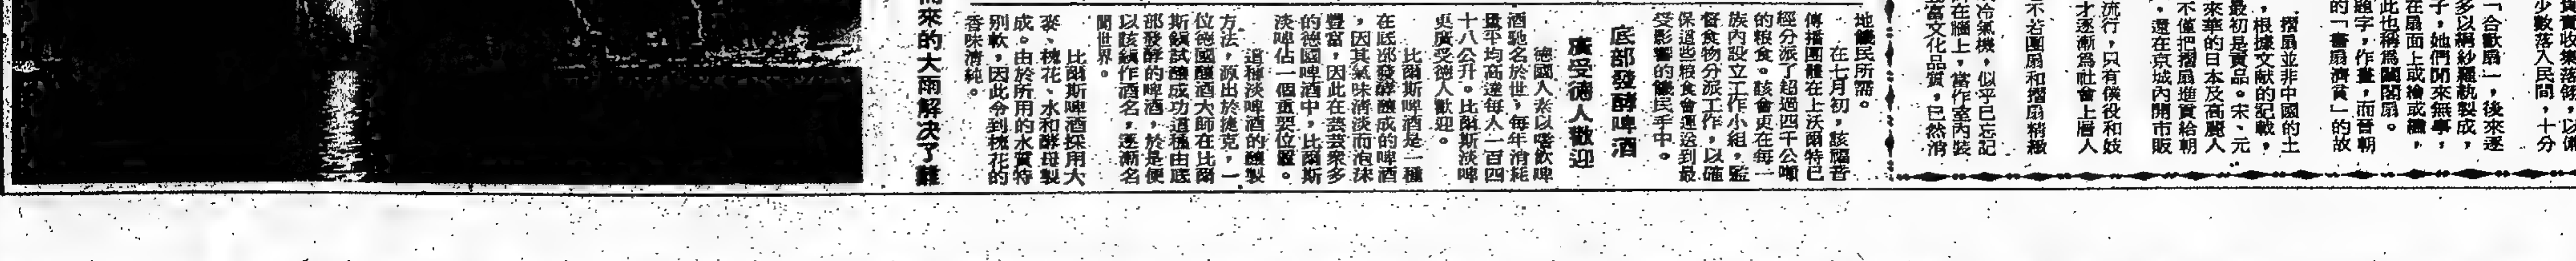 「合歡扇」，後來逐
多以絹紗羅紈製成，
子，她們閒來無事，
在扇面上或繪或繡，
此也稱爲閨閣扇。
題字，作畫，而晉朝
的「書扇濟貧」的故
摺扇並非中國的土
，根據文献的記載，
最初是貢品。宋、元
來華的日本及高麗人
不僅把摺扇進貢給朝
，還在京城內開市販
少數落入民間，十分
流行，只有僕役和妓
才逐漸爲社會上層人
不若團扇和摺扇精緻
冷氣機，似乎已忘記
在牆上，當作室內裝
富文化品質，已然消
地饑民所需。
在七月初，該福音
傳播團體在上沃爾特已
經分派了超過四千公噸
的粮食。該會更在每一
族內設立工作小組，監
督食物分派工作，以確
保這些粮食會運送到最
受影響的饑民手中。
底部發酵啤酒
廣受德人歡迎
德國人素以嗜飲啤
酒馳名於世，每年消耗
量平均高達每人一百四
十八公升。比爾斯淡啤
更廣受德人歡迎。
比爾斯啤酒是一種
在底部發酵釀成的啤酒
，因其氣味清淡而泡沫
豐富，因此在芸芸衆多
的德國啤酒中，比爾斯
淡啤佔一個重要位置。
這種淡啤酒的釀製
方法，源出於捷克，一
位德國釀酒大師在比爾
斯鎮試釀成功這種由底
部發酵的啤酒，於是便
以該鎮作酒名，逐漸名
聞世界。
比爾斯啤酒採用大
麥、槐花、水和酵母製
成。由於所用的水質特
別軟，因此令到槐花的
香味清純。
而來的大雨解决了難